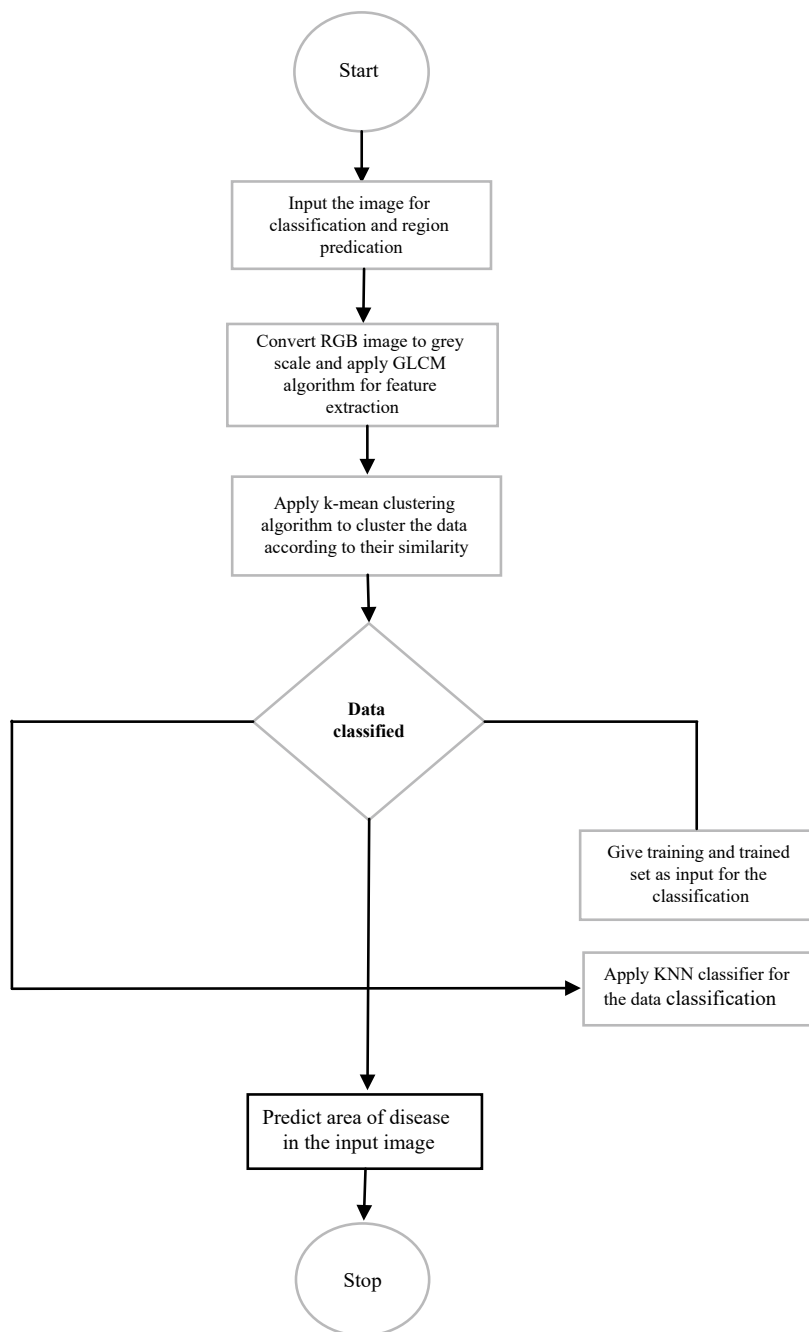 Start
Input the image for
classification and region
predication
Convert RGB image to grey
scale and apply GLCM
algorithm for feature
extraction
Apply k-mean clustering
algorithm to cluster the data
according to their similarity
Data
classified
Give training and trained
set as input for the
classification
Apply KNN classifier for
the data classification
Predict area of disease
in the input image
Stop